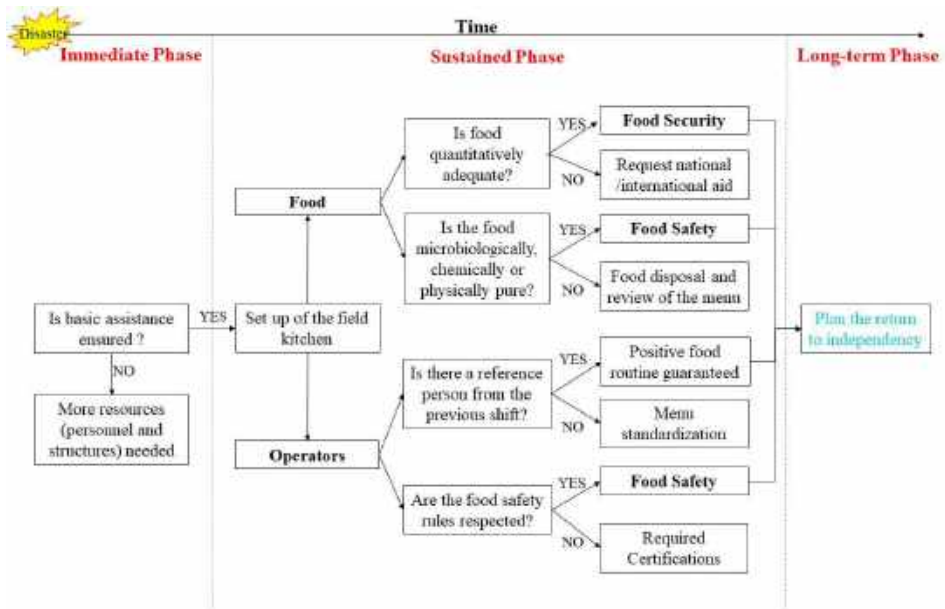 Disaster
Time
Immediate Phase
Sustained Phase
Long-term Phase
Is food
quantitatively
adequate?
YES
Food Security
NO
Request national
/international aid
Food
Is the food
microbiologically,
chemically or
physically pure?
YES
Food Safety
NO
Food disposal and
review of the menu
Is basic assistance
ensured ?
YES
Set up of the field
kitchen
NO
More resources
(personnel and
structures) needed
Plan the return
to independency
Is there a reference
person from the
previous shift?
YES
Positive food
routine guaranteed
NO
Menu
standardization
Operators
Are the food safety
rules respected?
YES
Food Safety
NO
Required
Certifications